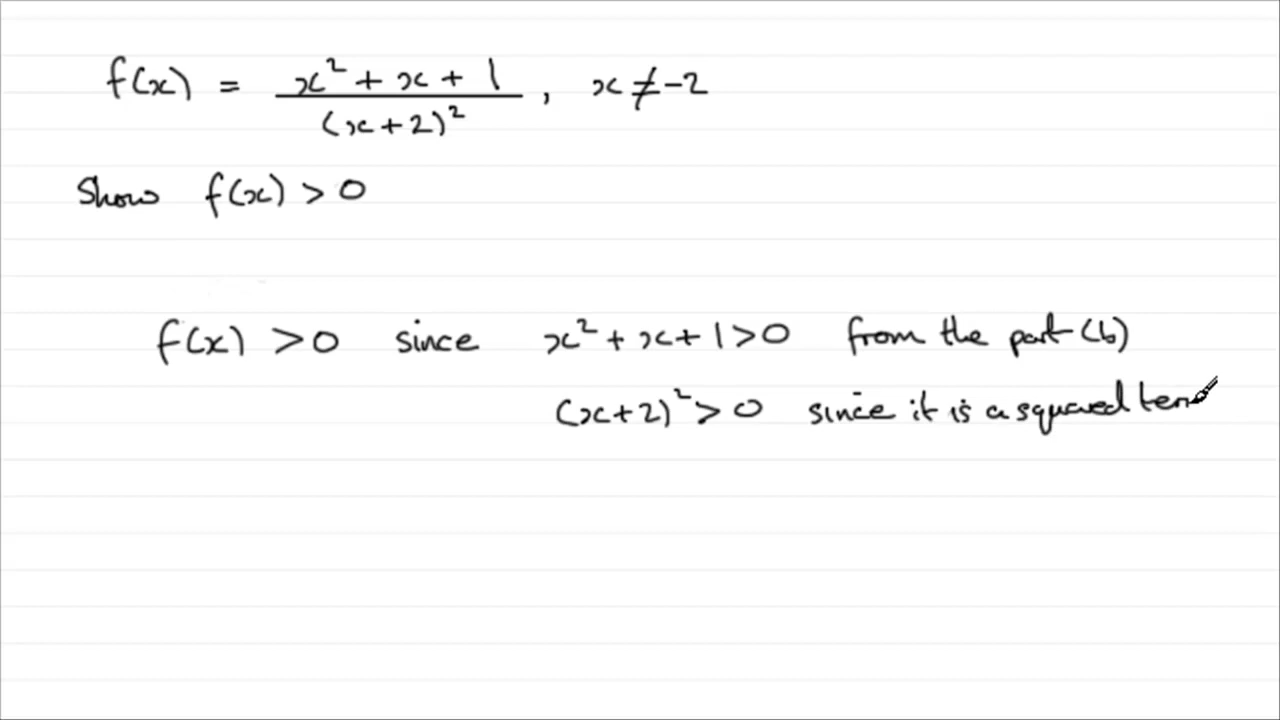 f(x) = x² + x + 1 / (x+2)² , x ≠ -2
Show f(x) > 0
f(x) > 0 since x² + x + 1 > 0 from the part (b)
(x+2)² > 0 since it is a squared term